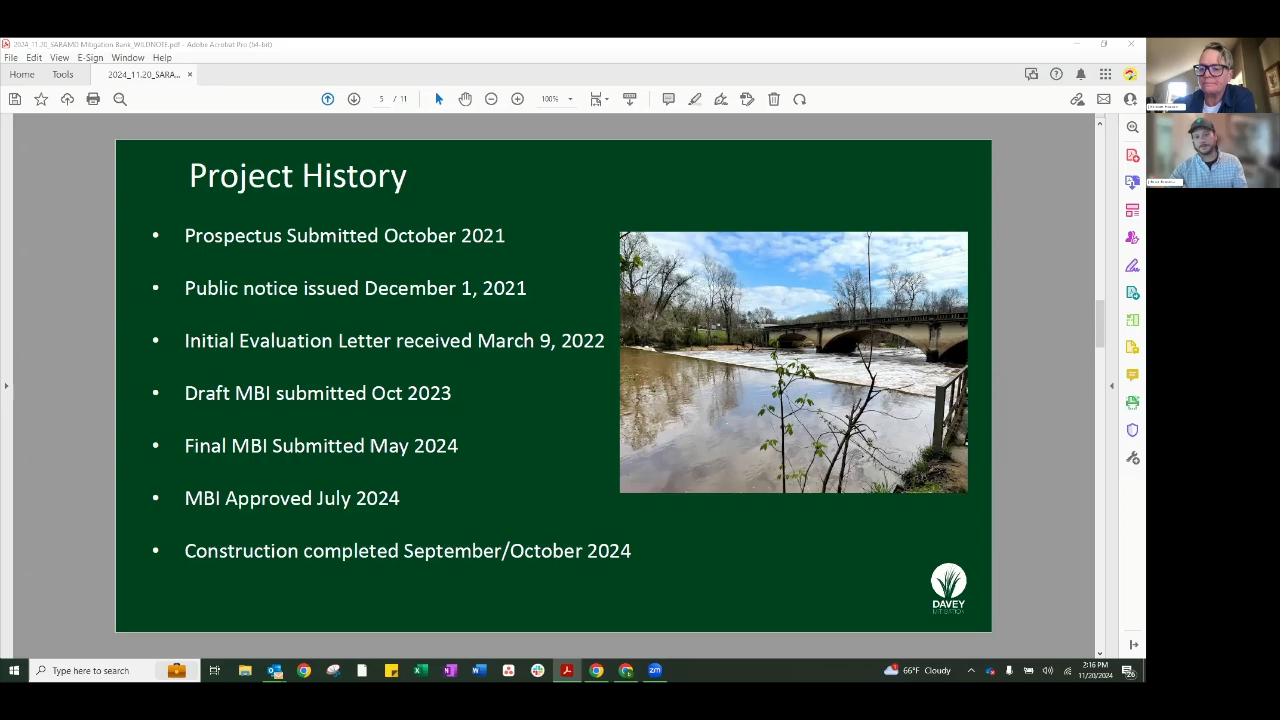 2024_11.20_SARAMD Mitigation Bank_WILDNOTE.pdf - Adobe Acrobat Pro (64-bit)
File Edit View E-Sign Window Help
Home Tools 2024_11.20_SARA... ×
5 / 11 100%
Project History
• Prospectus Submitted October 2021
• Public notice issued December 1, 2021
• Initial Evaluation Letter received March 9, 2022
• Draft MBI submitted Oct 2023
• Final MBI Submitted May 2024
• MBI Approved July 2024
• Construction completed September/October 2024
DAVEY
MITIGATION
Type here to search
66°F Cloudy
2:16 PM
11/20/2024
26